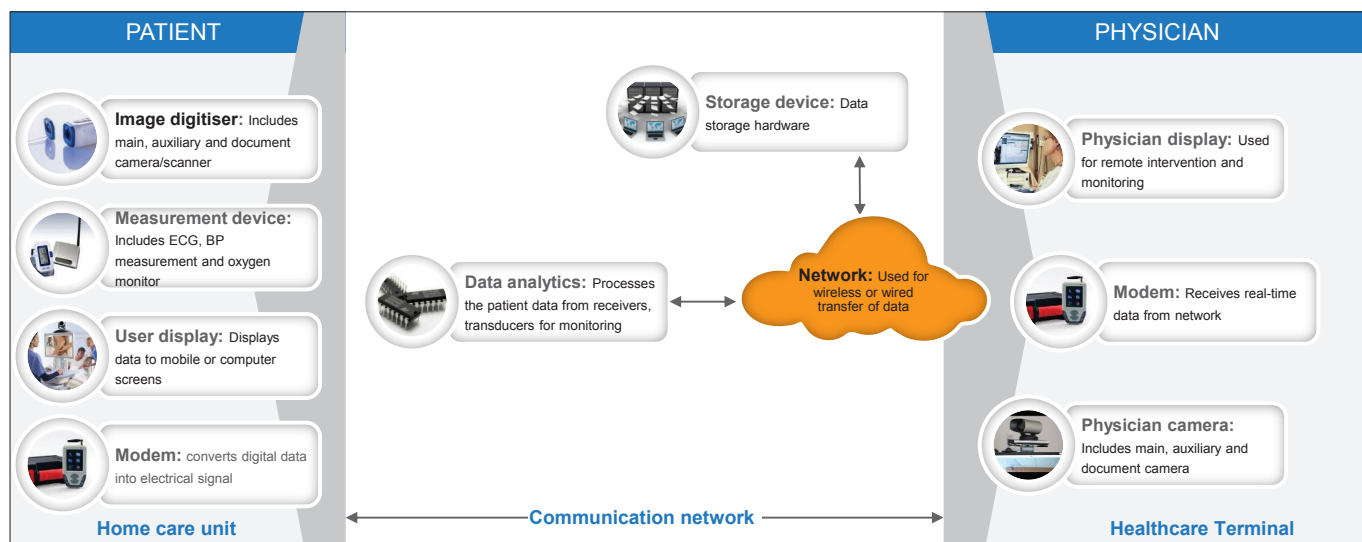 PATIENT
Image digitiser: Includes
main, auxiliary and document
camera/scanner
Measurement device:
Includes ECG, BP
measurement and oxygen
monitor
User display: Displays
data to mobile or computer
screens
Modem: converts digital data
into electrical signal
Home care unit
Storage device: Data
storage hardware
Data analytics: Processes
the patient data from receivers,
transducers for monitoring
Network: Used for
wireless or wired
transfer of data
Communication network
PHYSICIAN
Physician display: Used
for remote intervention and
monitoring
Modem: Receives real-time
data from network
Physician camera:
Includes main, auxiliary and
document camera
Healthcare Terminal